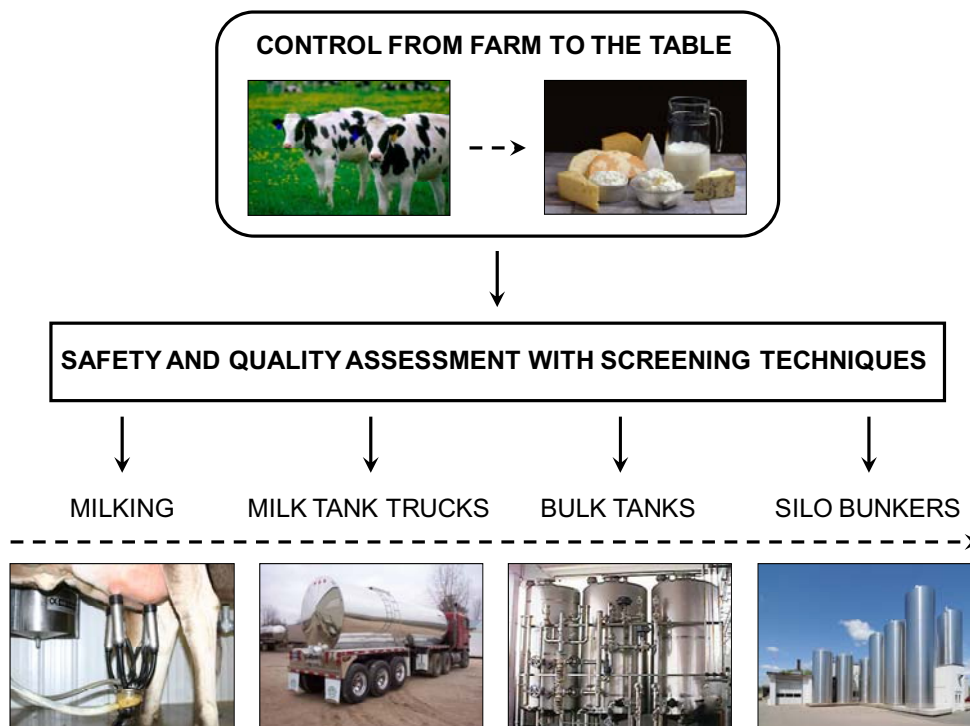 CONTROL FROM FARM TO THE TABLE
SAFETY AND QUALITY ASSESSMENT WITH SCREENING TECHNIQUES
MILKING MILK TANK TRUCKS BULK TANKS SILO BUNKERS